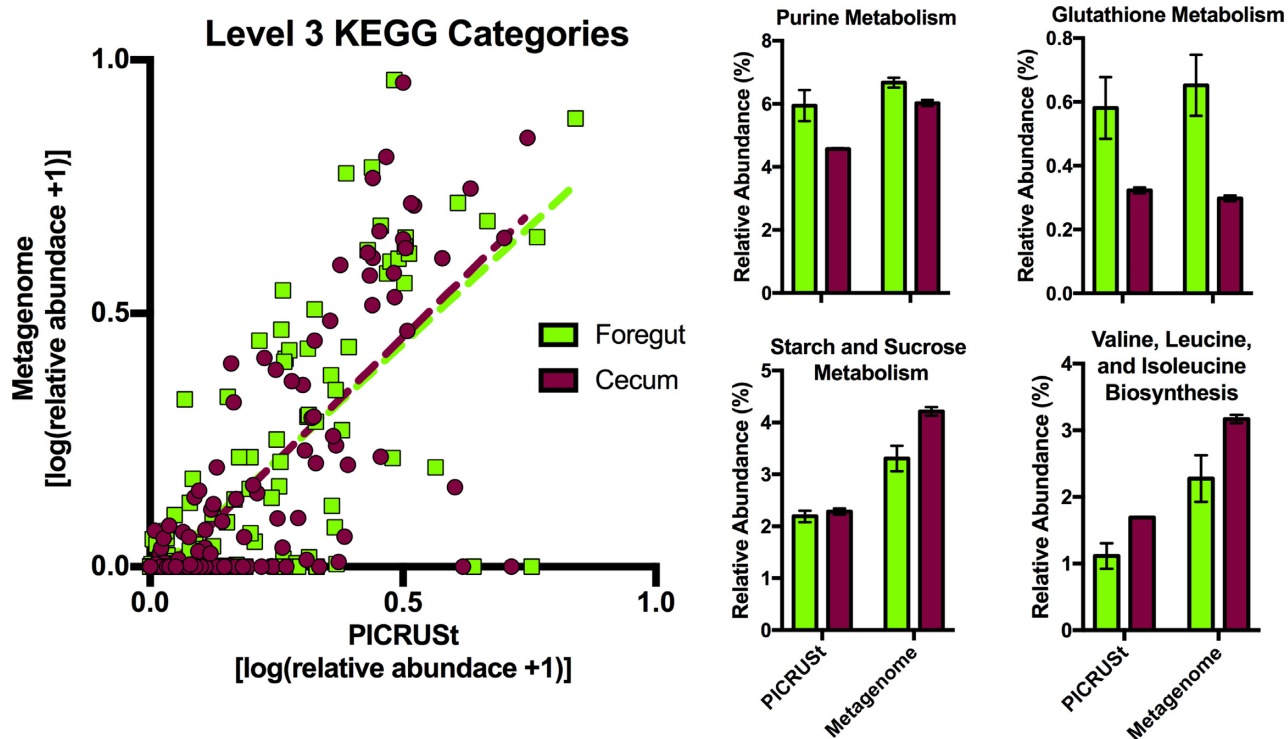 Level 3 KEGG Categories
1.0
0.5
0.0
Metagenome
[log(relative abundace +1)]
0.0
0.5
1.0
PICRUSt
[log(relative abundace +1)]
Foregut
Cecum
Purine Metabolism
Relative Abundance (%)
8
6
4
2
0
Glutathione Metabolism
Relative Abundance (%)
0.8
0.6
0.4
0.2
0.0
Starch and Sucrose
Metabolism
Relative Abundance (%)
5
4
3
2
1
0
PICRUSt
Metagenome
Valine, Leucine,
and Isoleucine
Biosynthesis
Relative Abundance (%)
4
3
2
1
0
PICRUSt
Metagenome